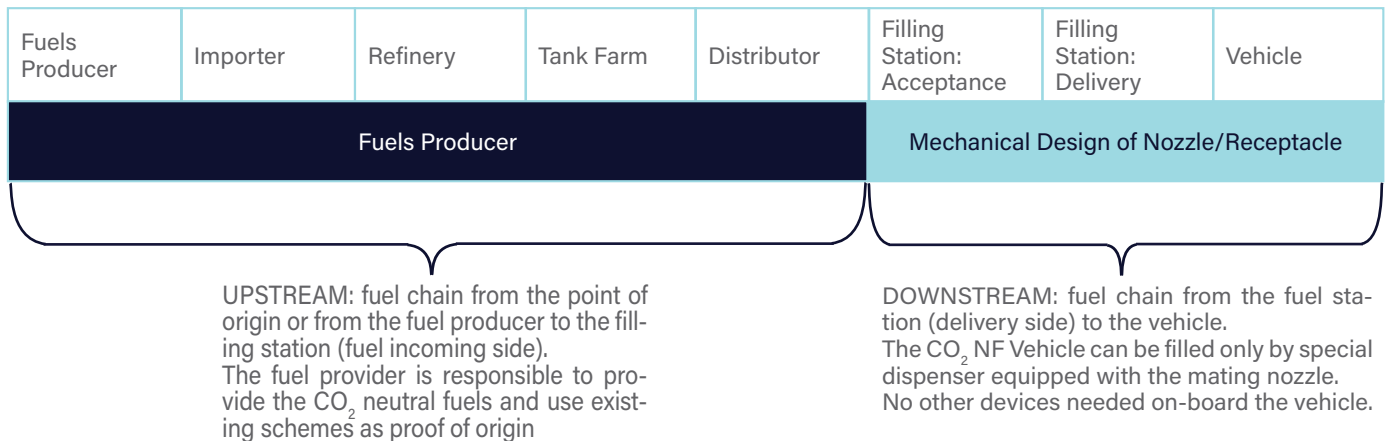 Fuels
Producer
Importer
Refinery
Tank Farm
Distributor
Filling
Station:
Acceptance
Filling
Station:
Delivery
Vehicle
Fuels Producer
Mechanical Design of Nozzle/Receptacle
UPSTREAM: fuel chain from the point of
origin or from the fuel producer to the fill-
ing station (fuel incoming side).
The fuel provider is responsible to pro-
vide the CO₂ neutral fuels and use exist-
ing schemes as proof of origin
DOWNSTREAM: fuel chain from the fuel sta-
tion (delivery side) to the vehicle.
The CO₂ NF Vehicle can be filled only by special
dispenser equipped with the mating nozzle.
No other devices needed on-board the vehicle.